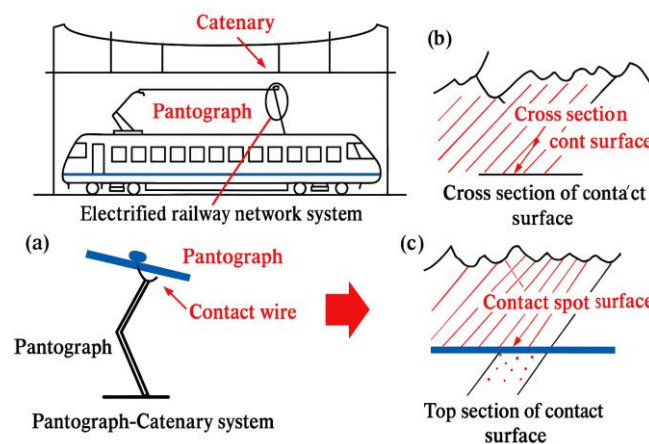 Catenary
Pantograph
Electrified railway network system
(b)
Cross section
cont surface
Cross section of contaćt
surface
(a)
Pantograph
Contact wire
Pantograph
Pantograph-Catenary system
(c)
Contact spot surface
Top section of contact
surface